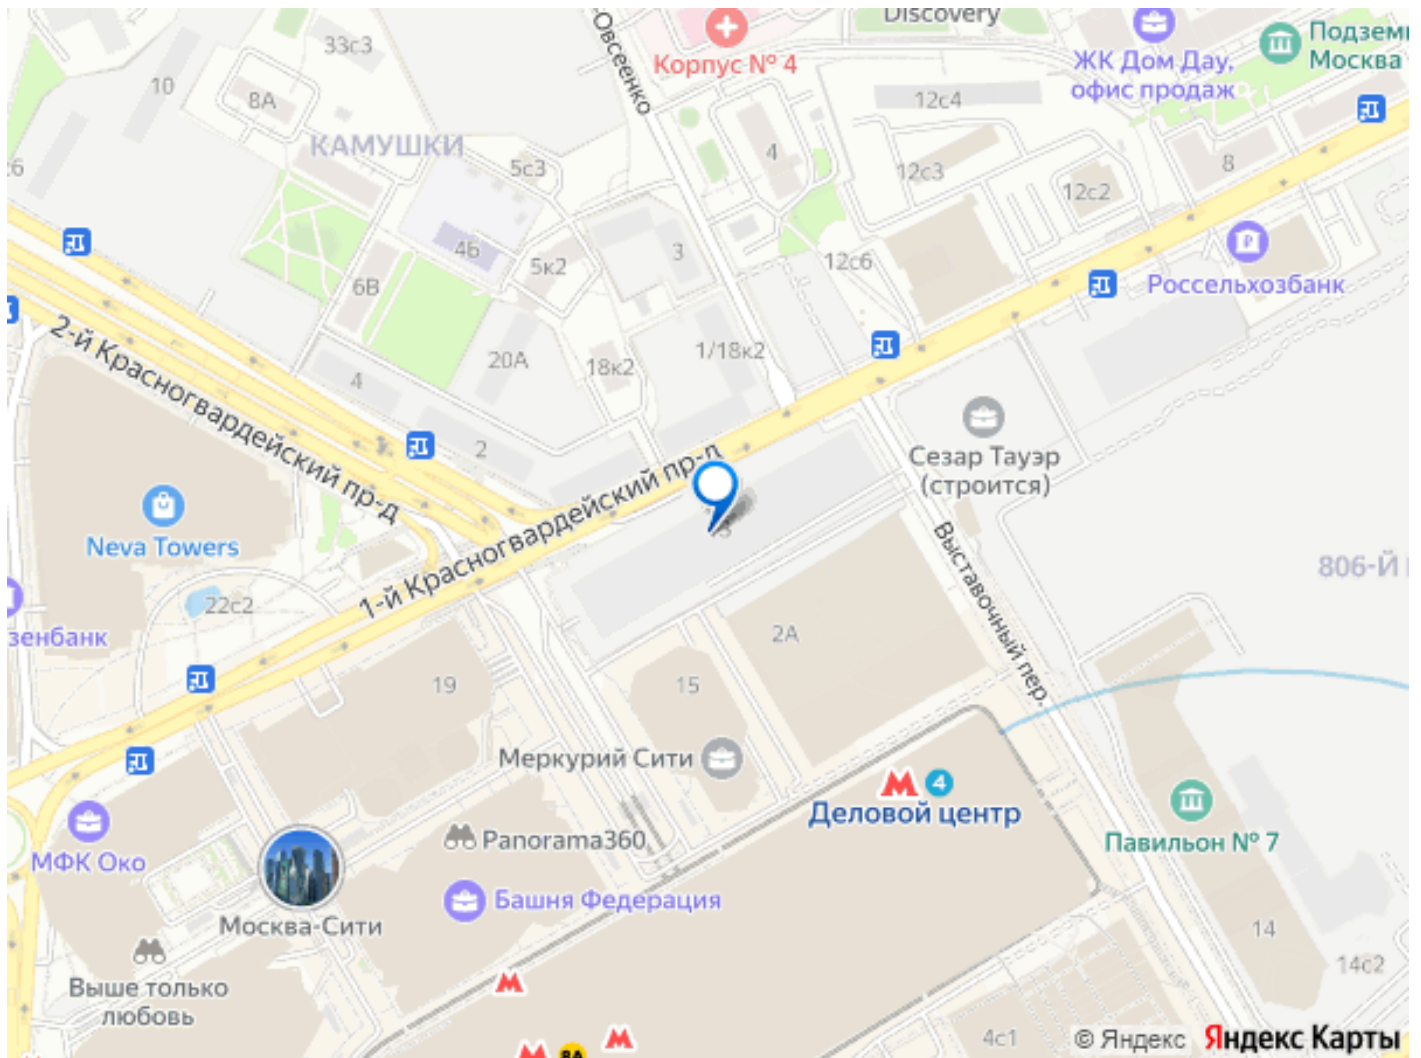 Discovery
Подзем
Москва
33с3
-Овсеенко
Корпус № 4
ЖК Дом Дау,
офис продаж
10
8А
12с4
КАМУШКИ
5с3
4
12с3
8
12с2
4Б
5к2
3
12с6
6В
Россельхозбанк
2-й Красногвардейский пр-д
20А
18к2
1/18к2
4
2
Сезар Тауэр
(строится)
1-й Красногвардейский пр-д
Neva Towers
Выставочный пер.
806-Й
22с2
зенбанк
2А
19
15
Меркурий Сити
4
Деловой центр
Павильон № 7
МФК Око
Panorama360
Башня Федерация
Москва-Сити
14
14с2
Выше только
любовь
4с1
8А
© Яндекс Яндекс Карты